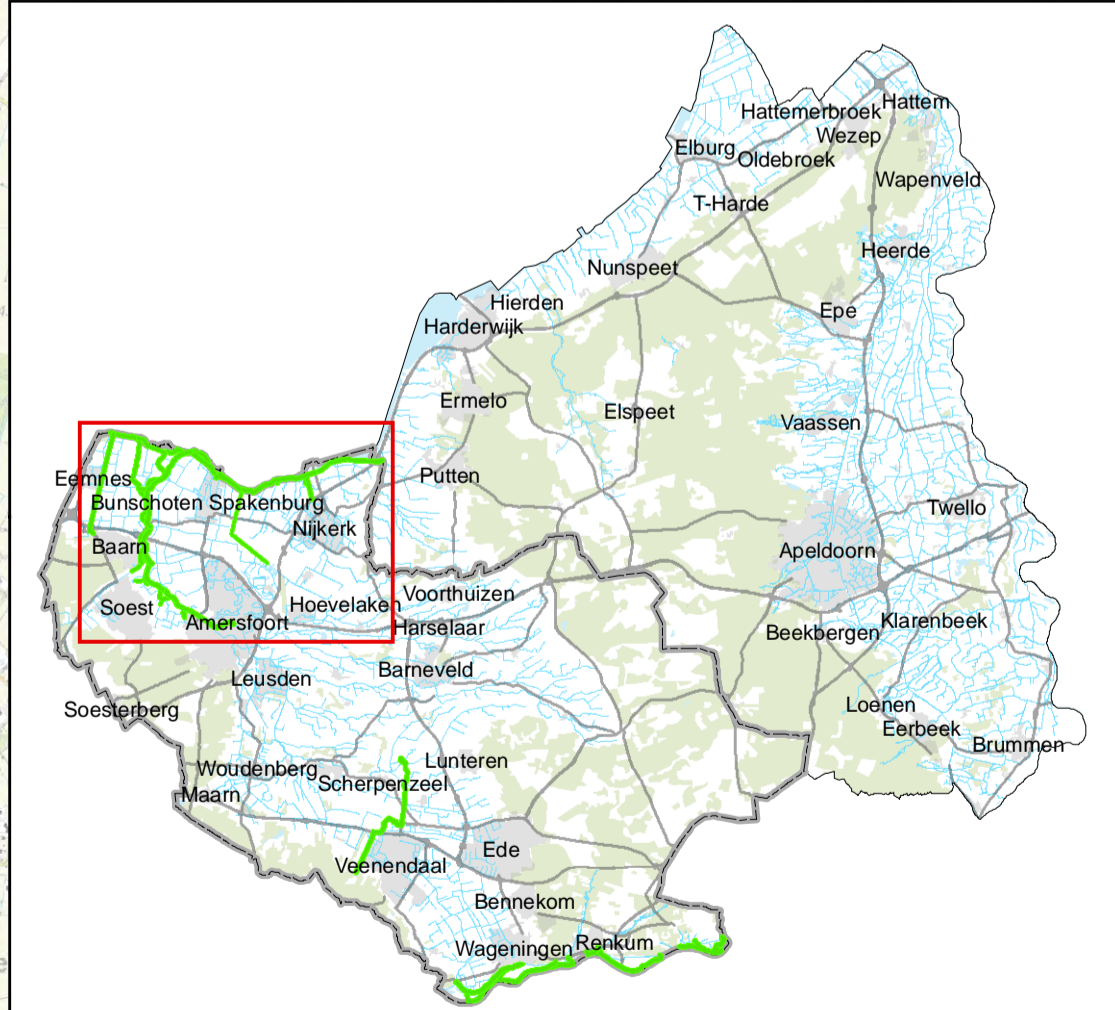 Hattem
Hattemerbroek
Wezep
Elburg
Oldebroek
Wapenveld
T-Harde
Heerde
Nunspeet
Hierden
Epe
Harderwijk
Ermelo
Elspeet
Vaassen
Putten
Eemnes
Bunschoten Spakenburg
Twello
Nijkerk
Baarn
Apeldoorn
Voorthuizen
Hoevelaken
Soest
Amersfoort
Klarenbeek
Harselaar
Beekbergen
Barneveld
Leusden
Loenen
Soesterberg
Eerbeek
Brummen
Lunteren
Woudenberg
Scherpenzeel
Maarn
Ede
Veenendaal
Bennekom
Renkum
Wageningen